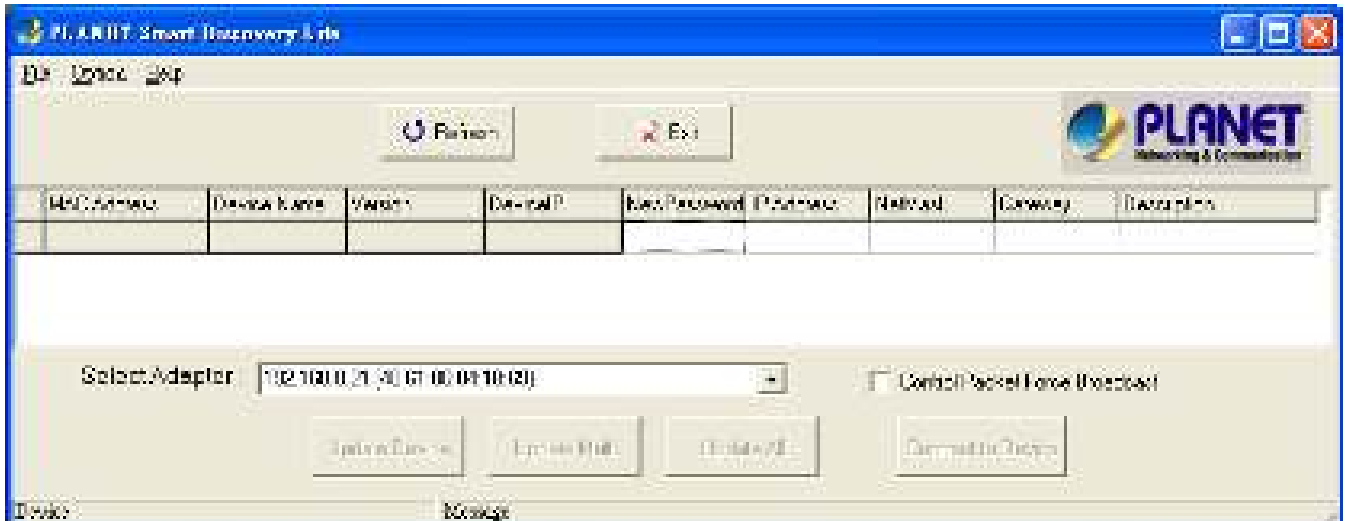 PLANET Smart Discovery Lite
File Option Help
Refresh Exit
PLANET
Networking & Communication
MAC Address Device Name Version DeviceIP NewPassword IP Address NetMask Gateway Description
Select Adapter
Control Packet Force Broadcast
Update Device Update Multi Update All Connect to Device
Device Message